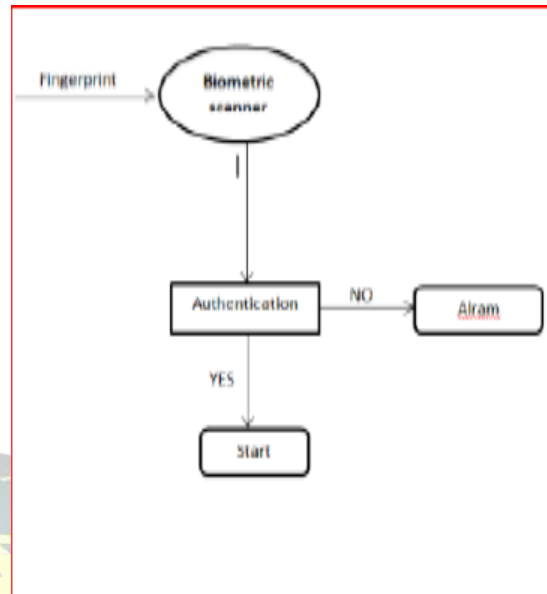 Fingerprint
Biometric
scanner
Authentication
NO
Alram
YES
Start